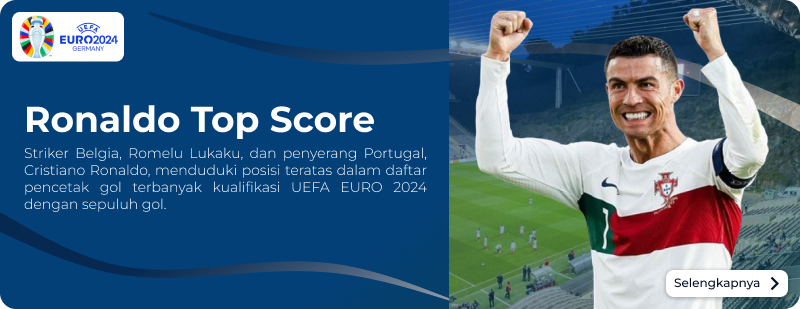 UEFA
EURO2024
GERMANY
Ronaldo Top Score
Striker Belgia, Romelu Lukaku, dan penyerang Portugal,
Cristiano Ronaldo, menduduki posisi teratas dalam daftar
pencetak gol terbanyak kualifikasi UEFA EURO 2024
dengan sepuluh gol.
7
Selengkapnya